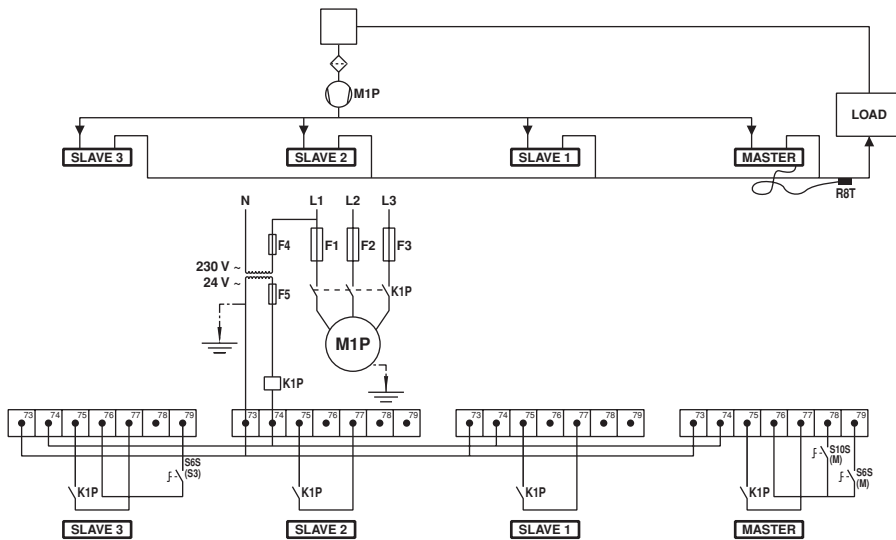 M1P
LOAD
SLAVE 3 SLAVE 2 SLAVE 1 MASTER
R8T
N L1 L2 L3
F4 F1 F2 F3
230 V ~
24 V ~
F5 K1P
M1P
K1P
73 74 75 76 77 78 79 73 74 75 76 77 78 79 73 74 75 76 77 78 79 73 74 75 76 77 78 79
S10S
(M)
S6S
(S3)
S6S
(M)
K1P K1P K1P K1P
SLAVE 3 SLAVE 2 SLAVE 1 MASTER